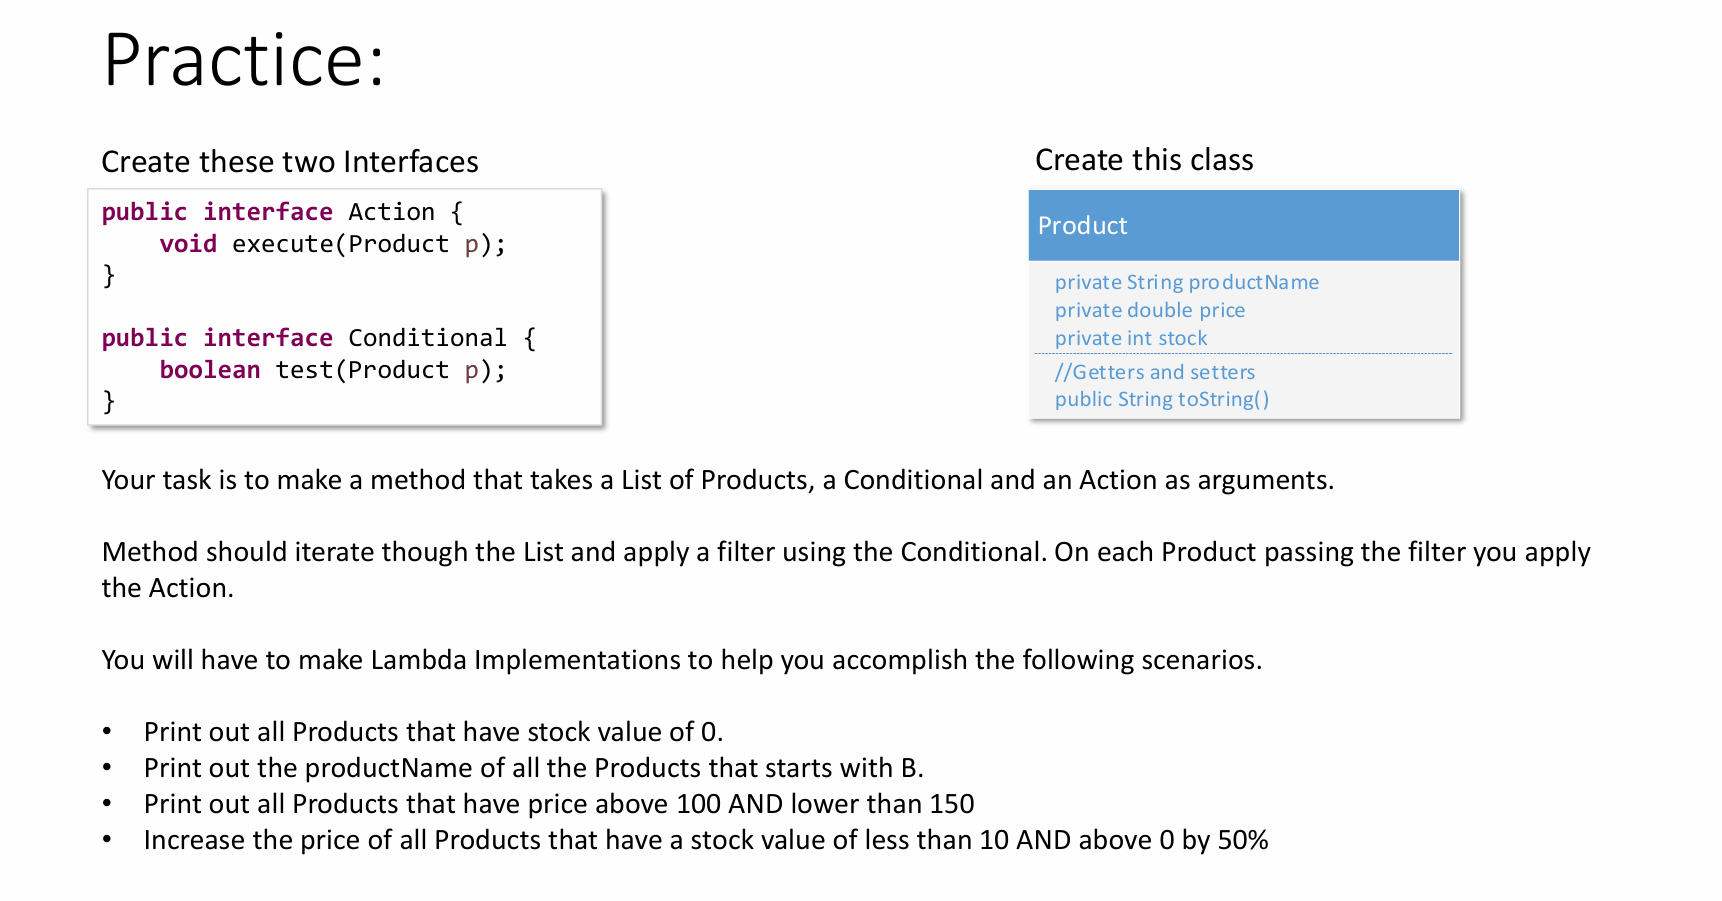 Practice:
Create these two Interfaces
public interface Action {
void execute(Product p);
}
public interface Conditional {
boolean test(Product p);
}
Create this class
Product
private String productName
private double price
private int stock
//Getters and setters
public String toString()
Your task is to make a method that takes a List of Products, a Conditional and an Action as arguments.
Method should iterate though the List and apply a filter using the Conditional. On each Product passing the filter you apply
the Action.
You will have to make Lambda Implementations to help you accomplish the following scenarios.
• Print out all Products that have stock value of 0.
• Print out the productName of all the Products that starts with B.
• Print out all Products that have price above 100 AND lower than 150
• Increase the price of all Products that have a stock value of less than 10 AND above 0 by 50%